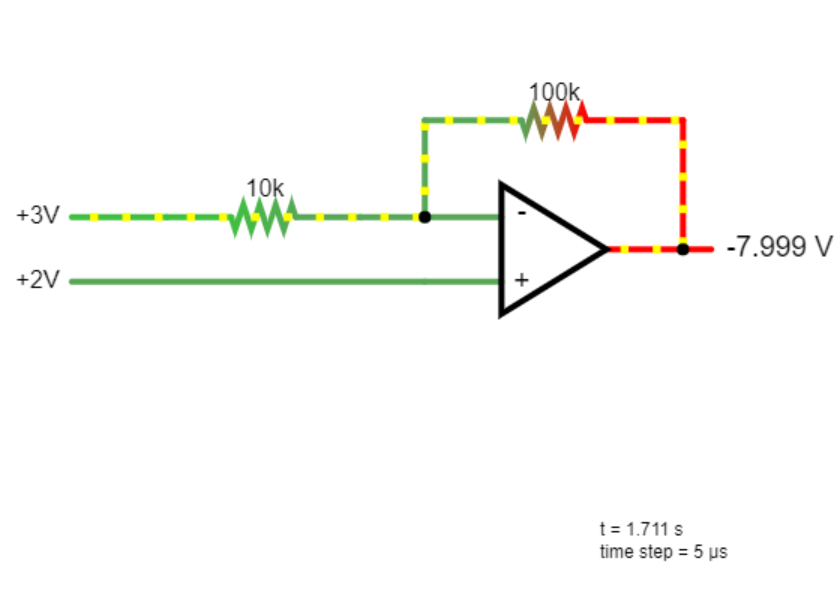 100k
10k
+3V
-
-7.999 V
+2V
+
t = 1.711 s
time step = 5 μs